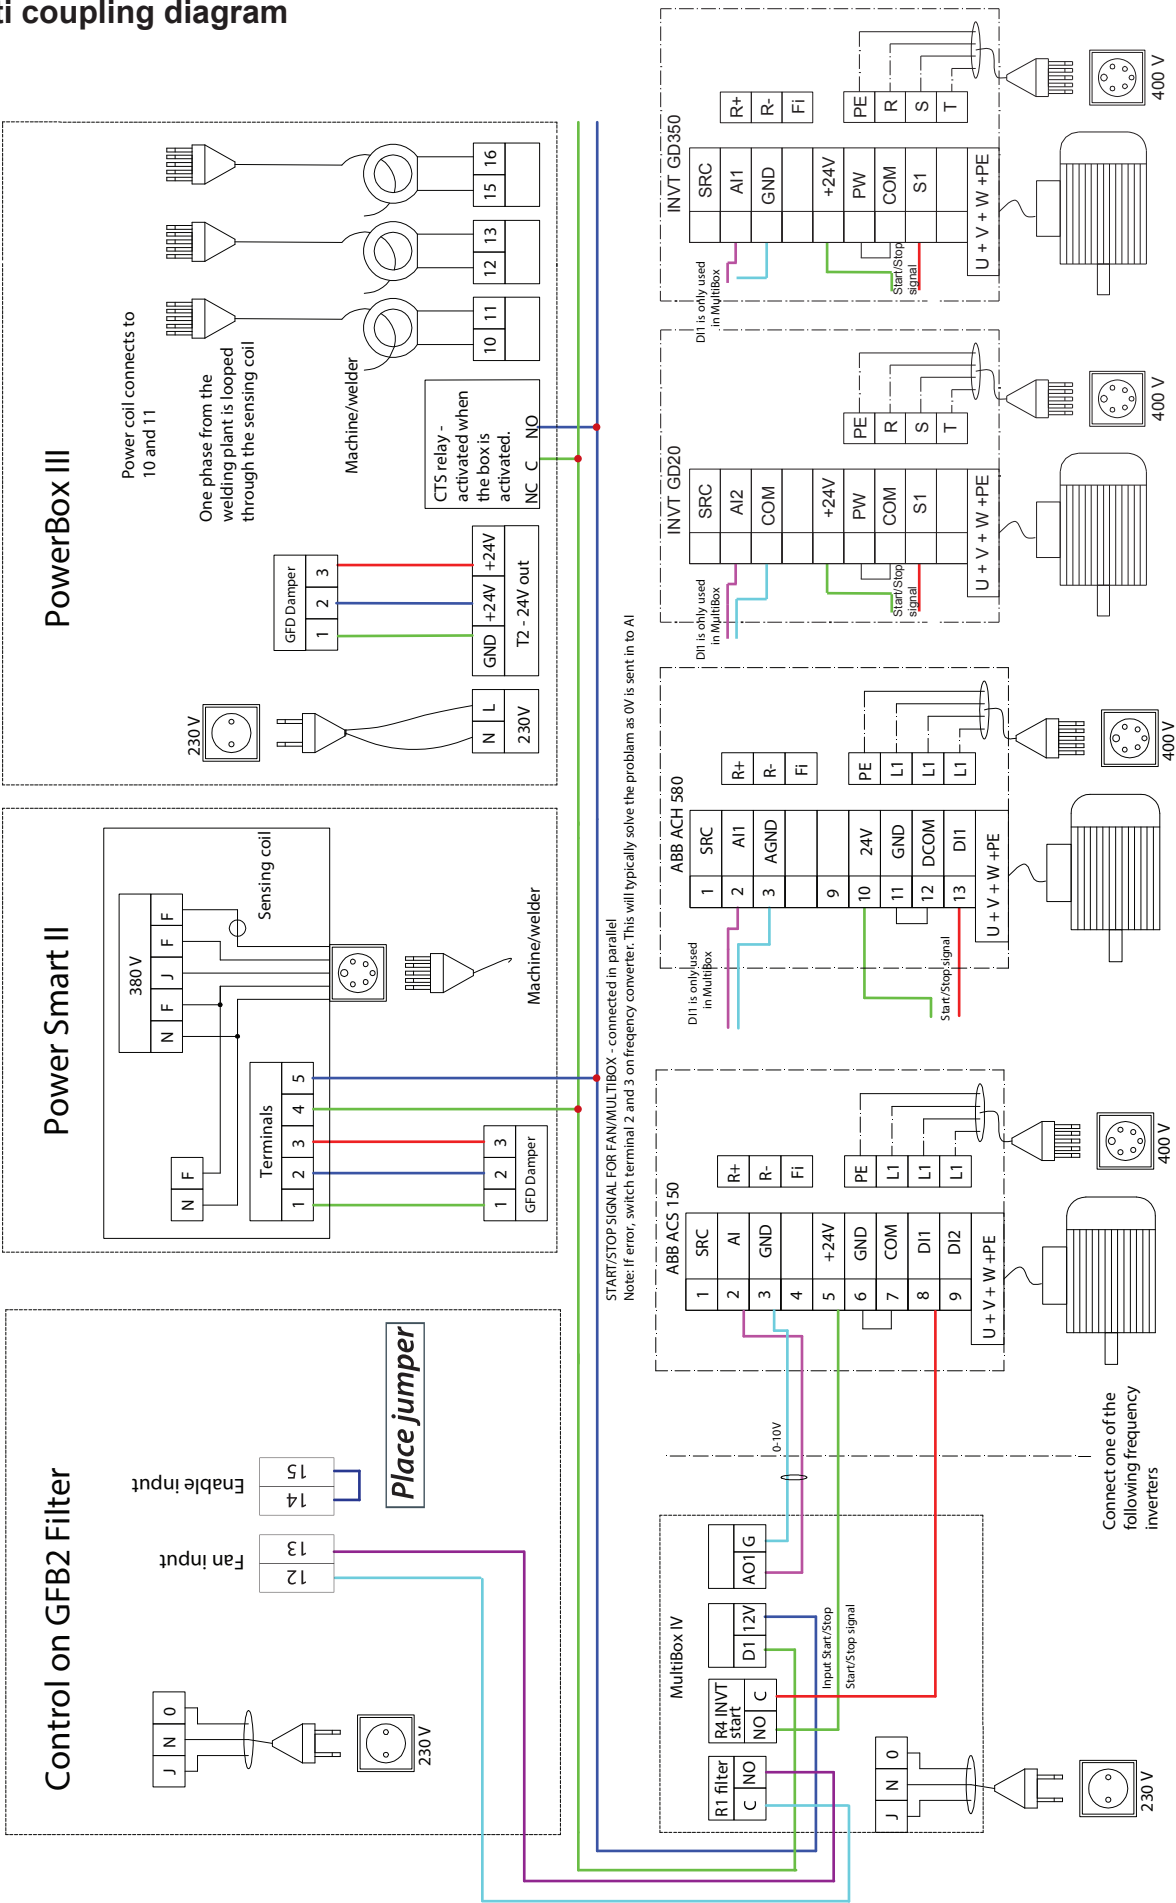 ti coupling diagram
PowerBox III
Power coil connects to
10 and 11
One phase from the
welding plant is looped
through the sensing coil
Machine/welder
10 11
12 13
15 16
CTS relay -
activated when
the box is
activated.
NC C NO
GFD Damper
1 2 3
GND +24V +24V
T2 - 24V out
230 V
N L
230V
Power Smart II
380 V
N F J F F
Sensing coil
Machine/welder
N F
Terminals
1 2 3 4 5
1 2 3
GFD Damper
Control on GFB2 Filter
J N 0
230 V
Fan input
12 13
Enable input
14 15
Place jumper
START/STOP SIGNAL FOR FAN/MULTIBOX - connected in parallel
Note: If error, switch terminal 2 and 3 on freqency converter. This will typically solve the problam as 0V is sent in to AI
MultiBox IV
R1 filter
C NO
R4 INVT
start
NO C
D1 12V
AO1 G
Input Start/Stop
Start/Stop signal
J N 0
230 V
0-10V
Connect one of the
following frequency
inverters
ABB ACS 150
1 SRC
2 AI
3 GND
4
5 +24V
6 GND
7 COM
8 DI1
9 DI2
U + V + W +PE
R+
R-
Fi
PE
L1
L1
L1
400 V
ABB ACH 580
DI1 is only used
in MultiBox
1 SRC
2 AI1
3 AGND
9
10 24V
11 GND
12 DCOM
13 DI1
U + V + W +PE
Start/Stop signal
R+
R-
Fi
PE
L1
L1
L1
400 V
INVT GD20
DI1 is only used
in MultiBox
SRC
AI2
COM
+24V
PW
COM
S1
U + V + W +PE
Start/Stop
signal
PE
R
S
T
400 V
INVT GD350
DI1 is only used
in MultiBox
SRC
AI1
GND
+24V
PW
COM
S1
U + V + W +PE
Start/Stop
signal
R+
R-
Fi
PE
R
S
T
400 V